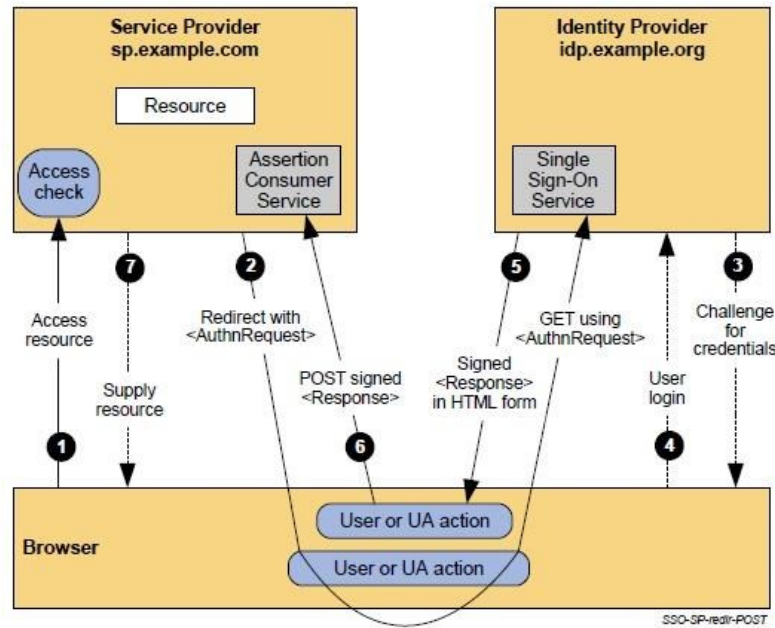 Service Provider
sp.example.com
Identity Provider
idp.example.org
Resource
Access
check
Assertion
Consumer
Service
Single
Sign-On
Service
7
2
5
3
Access
resource
Redirect with
<AuthnRequest>
GET using
<AuthnRequest>
Challenge
for
credentials
Supply
resource
POST signed
<Response>
Signed
<Response>
in HTML form
User
login
1
6
4
Browser
User or UA action
User or UA action
SSO-SP-redir-POST